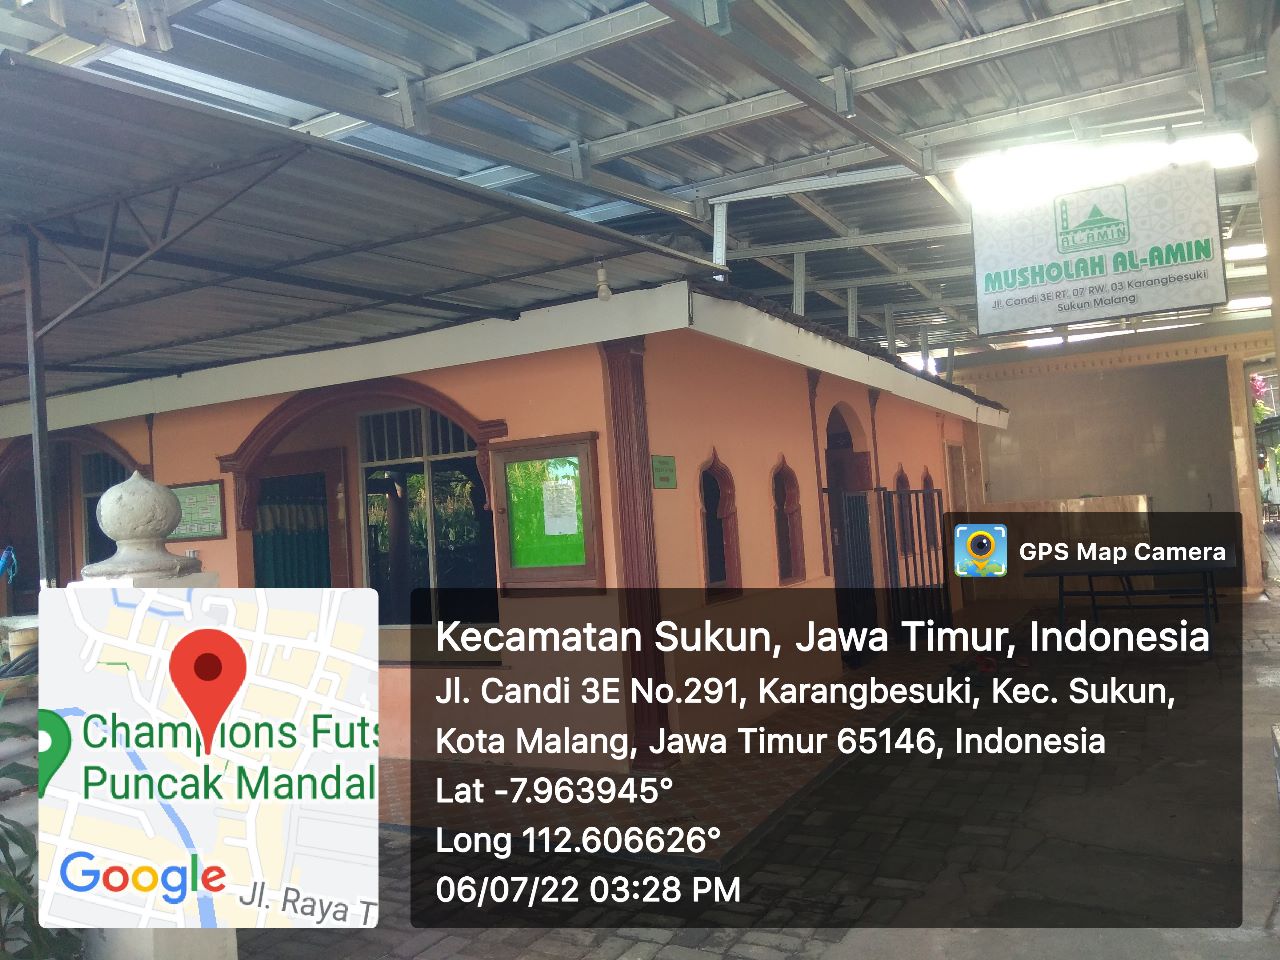 AL-AMIN
MUSHOLAH AL-AMIN
Jl. Candi 3E RT. 07 RW. 03 Karangbesuki
Sukun Malang
GPS Map Camera
Kecamatan Sukun, Jawa Timur, Indonesia
Jl. Candi 3E No.291, Karangbesuki, Kec. Sukun,
Kota Malang, Jawa Timur 65146, Indonesia
Lat -7.963945°
Long 112.606626°
06/07/22 03:28 PM
Champions Futs
Puncak Mandal
Google
Jl. Raya T